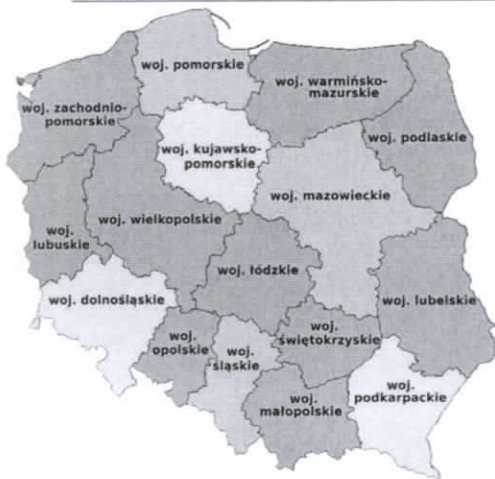 woj. pomorskie
woj. warmińsko-
mazurskie
woj. zachodnio-
pomorskie
woj. podlaskie
woj. kujawsko-
pomorskie
woj. mazowieckie
woj. wielkopolskie
woj.
lubuskie
woj. łódzkie
woj. dolnośląskie
woj. lubelskie
woj.
opolskie
woj.
śląskie
woj.
świętokrzyskie
woj.
małopolskie
woj.
podkarpackie